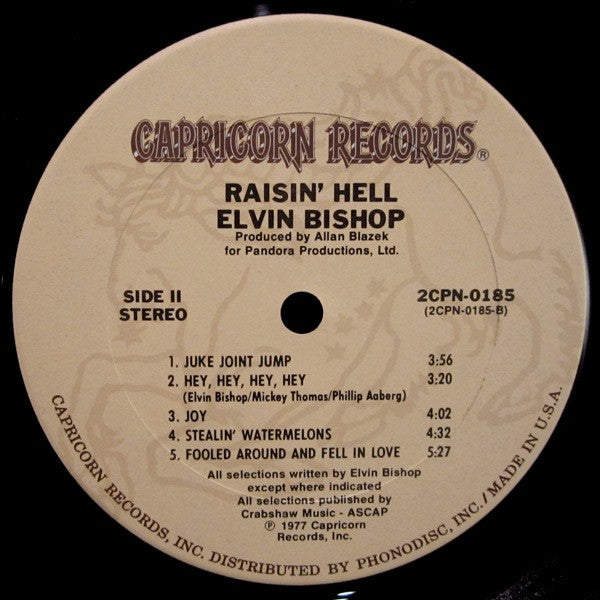 CAPRICORN RECORDS®
RAISIN' HELL
ELVIN BISHOP
Produced by Allan Blazek
for Pandora Productions, Ltd.
SIDE II
STEREO
2CPN-0185
(2CPN-0185-B)
1. JUKE JOINT JUMP 3:56
2. HEY, HEY, HEY, HEY 3:20
(Elvin Bishop/Mickey Thomas/Phillip Aaberg)
3. JOY 4:02
4. STEALIN' WATERMELONS 4:32
5. FOOLED AROUND AND FELL IN LOVE 5:27
All selections written by Elvin Bishop
except where indicated
All selections published by
Crabshaw Music - ASCAP
℗ 1977 Capricorn
Records, Inc.
CAPRICORN RECORDS, INC. DISTRIBUTED BY PHONODISC, INC./MADE IN U.S.A.